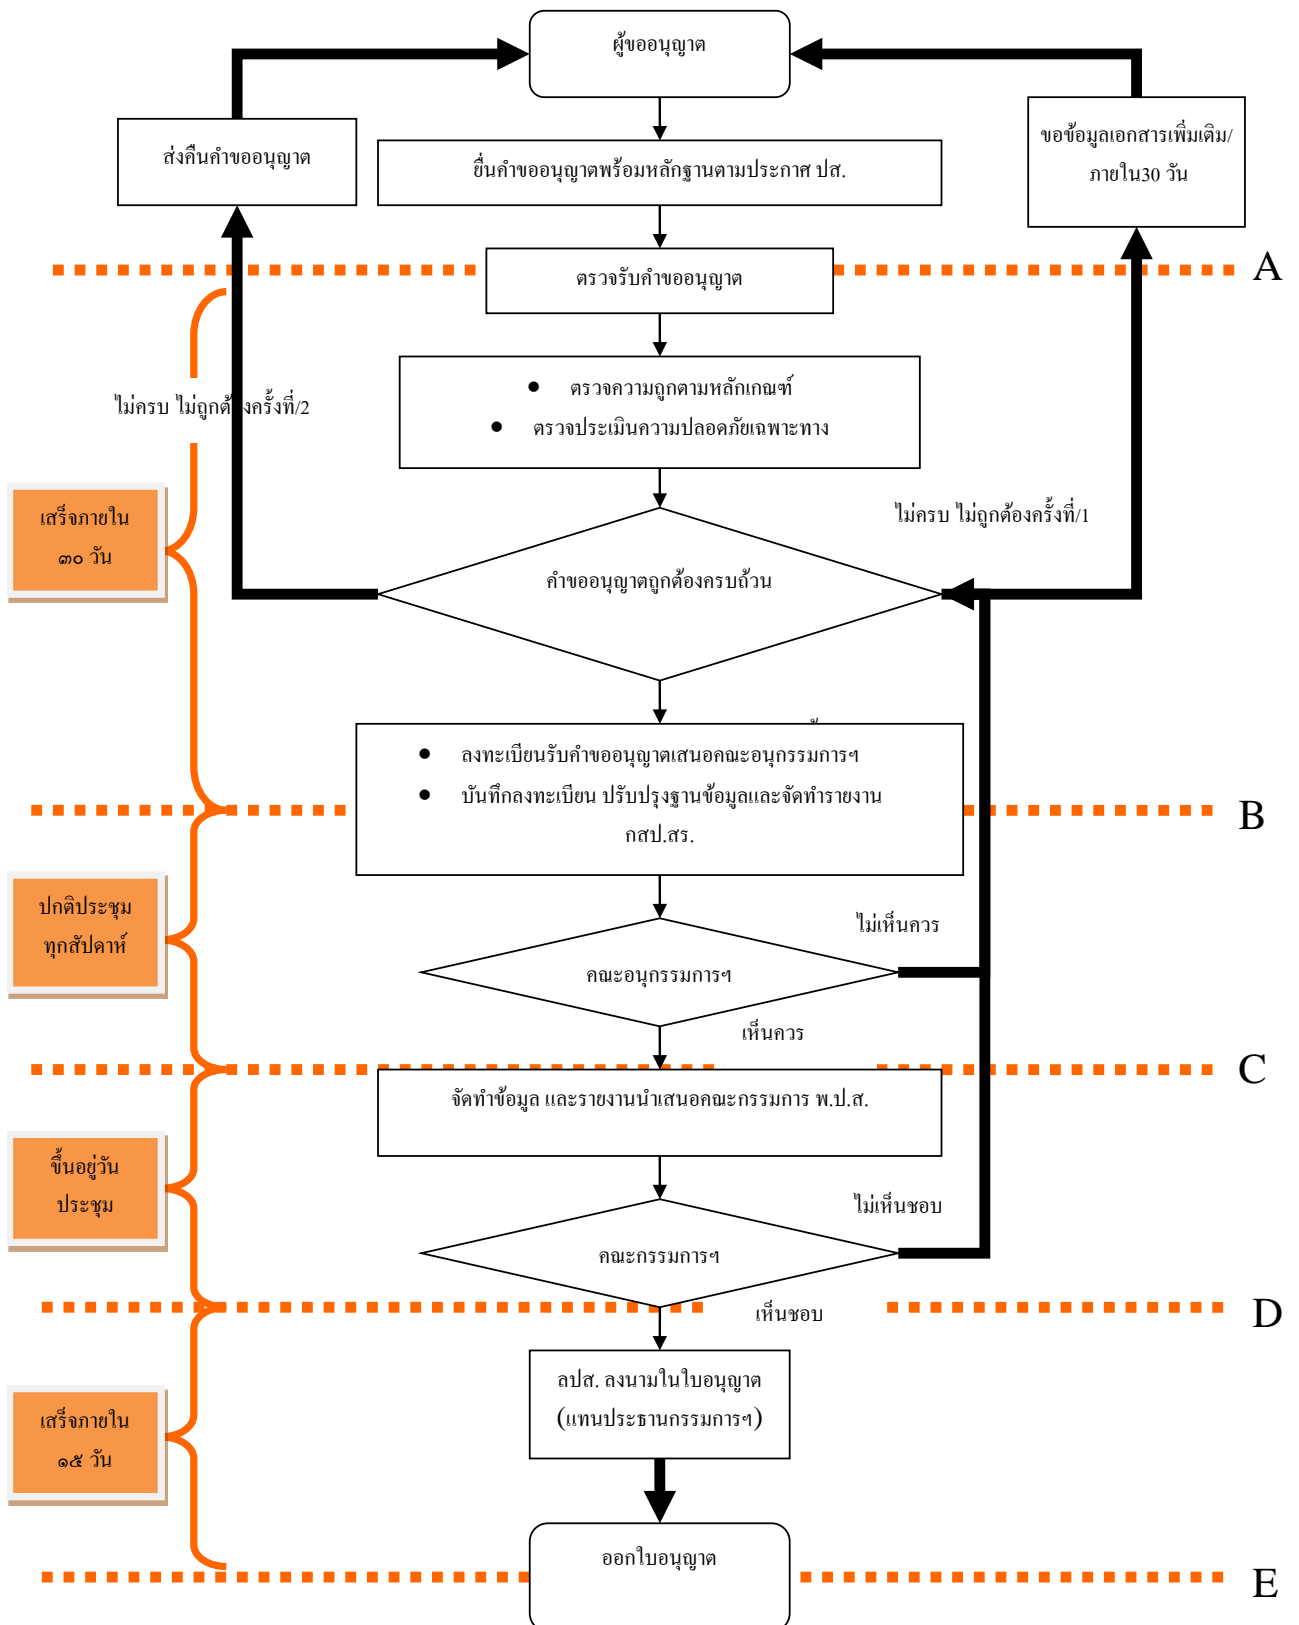 ผู้ขออนุญาต
ส่งคืนคำขออนุญาต
ยื่นคำขออนุญาตพร้อมหลักฐานตามประกาศ ปส.
ขอข้อมูลเอกสารเพิ่มเติม/
ภายใน30 วัน
ตรวจรับคำขออนุญาต
A
ตรวจความถูกตามหลักเกณฑ์
ตรวจประเมินความปลอดภัยเฉพาะทาง
ไม่ครบ ไม่ถูกต้องครั้งที่/2
ไม่ครบ ไม่ถูกต้องครั้งที่/1
เสร็จภายใน
๓๐ วัน
คำขออนุญาตถูกต้องครบถ้วน
ลงทะเบียนรับคำขออนุญาตเสนอคณะอนุกรรมการฯ
บันทึกลงทะเบียน ปรับปรุงฐานข้อมูลและจัดทำรายงาน
กสป.สร.
B
ปกติประชุม
ทุกสัปดาห์
ไม่เห็นควร
คณะอนุกรรมการฯ
เห็นควร
C
จัดทำข้อมูล และรายงานนำเสนอคณะกรรมการ พ.ป.ส.
ขึ้นอยู่วัน
ประชุม
ไม่เห็นชอบ
คณะกรรมการฯ
เห็นชอบ
D
ลปส. ลงนามในใบอนุญาต
(แทนประธานกรรมการฯ)
เสร็จภายใน
๑๕ วัน
ออกใบอนุญาต
E